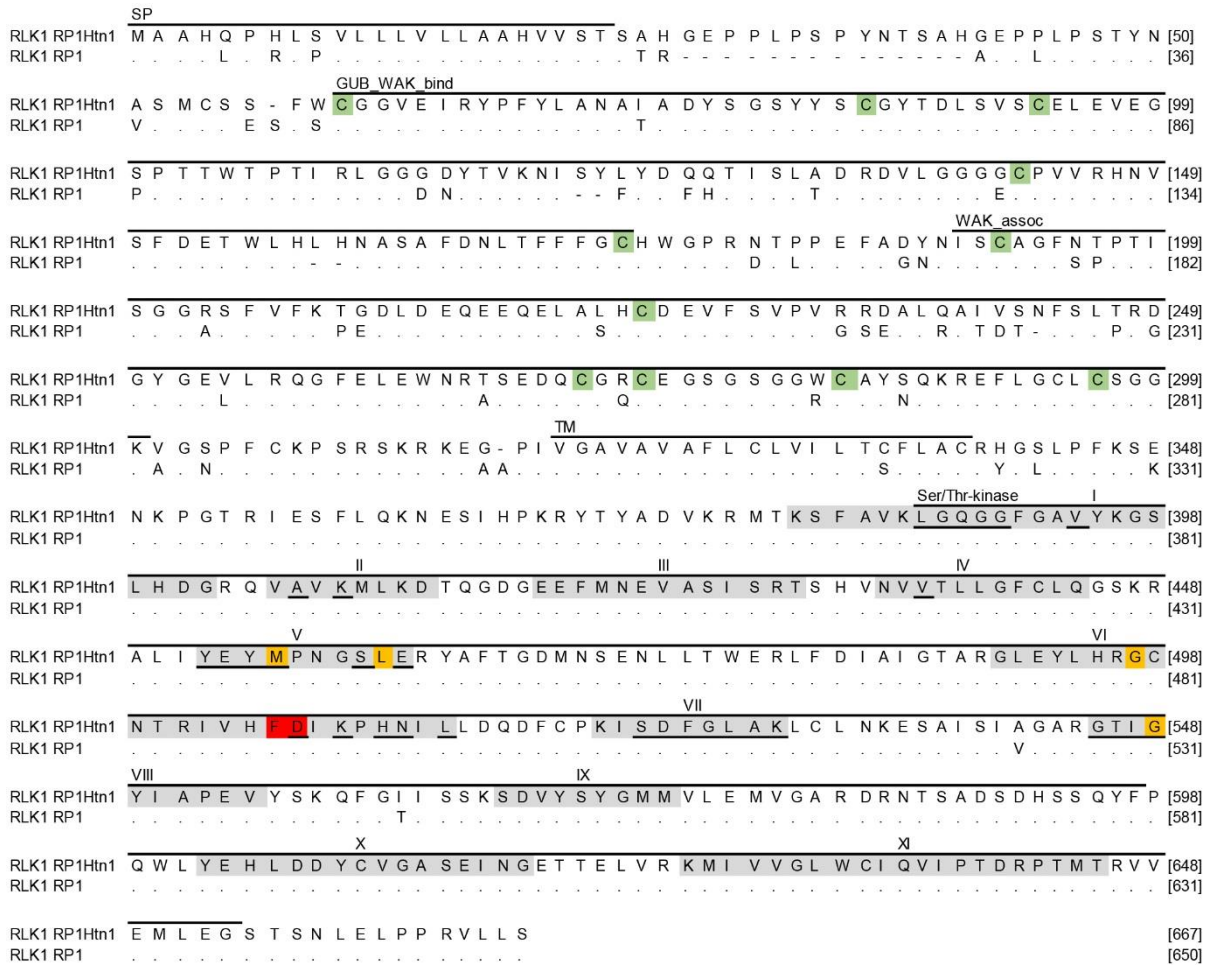 SP
RLK1 RP1Htn1 M A A H Q P H L S V L L L V L L A A H V V S T S A H G E P P L P S P Y N T S A H G E P P L P S T Y N [50]
RLK1 RP1 . . . . L . R . P . . . . . . . . . . . . . . . T R - - - - - - - - - - - - - - A . . L . . . . . . [36]
GUB_WAK_bind
RLK1 RP1Htn1 A S M C S S - F W C G G V E I R Y P F Y L A N A I A D Y S G S Y Y S C G Y T D L S V S C E L E V E G [99]
RLK1 RP1 V . . . . E S . S . . . . . . . . . . . . . . . T . . . . . . . . . . . . . . . . . . . . . . . . . [86]
RLK1 RP1Htn1 S P T T W T P T I R L G G G D Y T V K N I S Y L Y D Q Q T I S L A D R D V L G G G G C P V V R H N V [149]
RLK1 RP1 P . . . . . . . . . . . . D N . . . . . . - - F . . F H . . . . T . . . . . . . . E . . . . . . . . [134]
WAK_assoc
RLK1 RP1Htn1 S F D E T W L H L H N A S A F D N L T F F F G C H W G P R N T P P E F A D Y N I S C A G F N T P T I [199]
RLK1 RP1 . . . . . . . . - - . . . . . . . . . . . . . . . . . . . D . L . . . . G N . . . . . . . S P . . . [182]
RLK1 RP1Htn1 S G G R S F V F K T G D L D E Q E E Q E L A L H C D E V F S V P V R R D A L Q A I V S N F S L T R D [249]
RLK1 RP1 . . . A . . . . . P E . . . . . . . . . . . S . . . . . . . . . . G S E . . R . T D T - . . . P . G [231]
RLK1 RP1Htn1 G Y G E V L R Q G F E L E W N R T S E D Q C G R C E G S G S G G W C A Y S Q K R E F L G C L C S G G [299]
RLK1 RP1 . . . . L . . . . . . . . . . . A . . . . . . Q . . . . . . . . R . . . N . . . . . . . . . . . . . [281]
TM
RLK1 RP1Htn1 K V G S P F C K P S R S K R K E G - P I V G A V A V A F L C L V I L T C F L A C R H G S L P F K S E [348]
RLK1 RP1 . A . N . . . . . . . . . . . . A A . . . . . . . . . . . . . . . . . S . . . . . Y . L . . . . . K [331]
Ser/Thr-kinase I
RLK1 RP1Htn1 N K P G T R I E S F L Q K N E S I H P K R Y T Y A D V K R M T K S F A V K L G Q G G F G A V Y K G S [398]
RLK1 RP1 . . . . . . . . . . . . . . . . . . . . . . . . . . . . . . . . . . . . . . . . . . . . . . . . . . [381]
II III IV
RLK1 RP1Htn1 L H D G R Q V A V K M L K D T Q G D G E E F M N E V A S I S R T S H V N V V T L L G F C L Q G S K R [448]
RLK1 RP1 . . . . . . . . . . . . . . . . . . . . . . . . . . . . . . . . . . . . . . . . . . . . . . . . . . [431]
V VI
RLK1 RP1Htn1 A L I Y E Y M P N G S L E R Y A F T G D M N S E N L L T W E R L F D I A I G T A R G L E Y L H R G C [498]
RLK1 RP1 . . . . . . . . . . . . . . . . . . . . . . . . . . . . . . . . . . . . . . . . . . . . . . . . . . [481]
VII
RLK1 RP1Htn1 N T R I V H F D I K P H N I L L D Q D F C P K I S D F G L A K L C L N K E S A I S I A G A R G T I G [548]
RLK1 RP1 . . . . . . . . . . . . . . . . . . . . . . . . . . . . . . . . . . . . . . . . . . V . . . . . . . [531]
VIII IX
RLK1 RP1Htn1 Y I A P E V Y S K Q F G I I S S K S D V Y S Y G M M V L E M V G A R D R N T S A D S D H S S Q Y F P [598]
RLK1 RP1 . . . . . . . . . . . . . T . . . . . . . . . . . . . . . . . . . . . . . . . . . . . . . . . . . . [581]
X XI
RLK1 RP1Htn1 Q W L Y E H L D D Y C V G A S E I N G E T T E L V R K M I V V G L W C I Q V I P T D R P T M T R V V [648]
RLK1 RP1 . . . . . . . . . . . . . . . . . . . . . . . . . . . . . . . . . . . . . . . . . . . . . . . . . . [631]
RLK1 RP1Htn1 E M L E G S T S N L E L P P R V L L S [667]
RLK1 RP1 . . . . . . . . . . . . . . . . . . . [650]